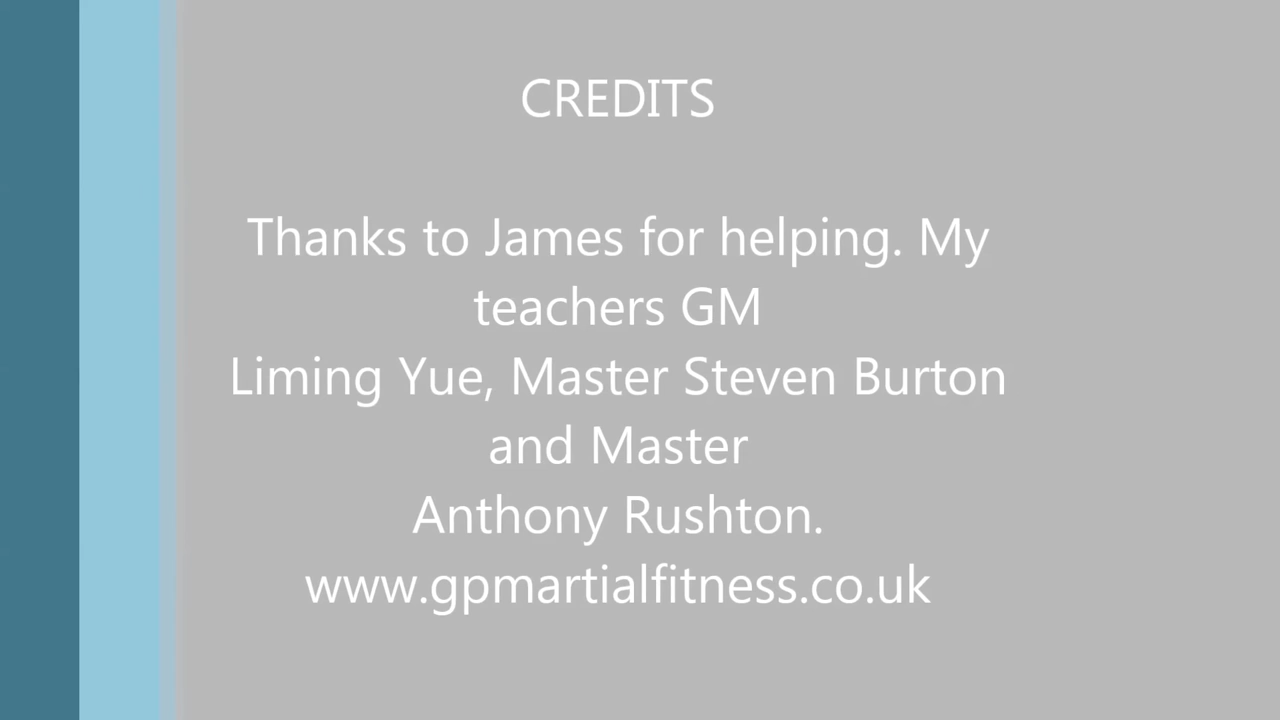 CREDITS
Thanks to James for helping. My
teachers GM
Liming Yue, Master Steven Burton
and Master
Anthony Rushton.
www.gpmartialfitness.co.uk